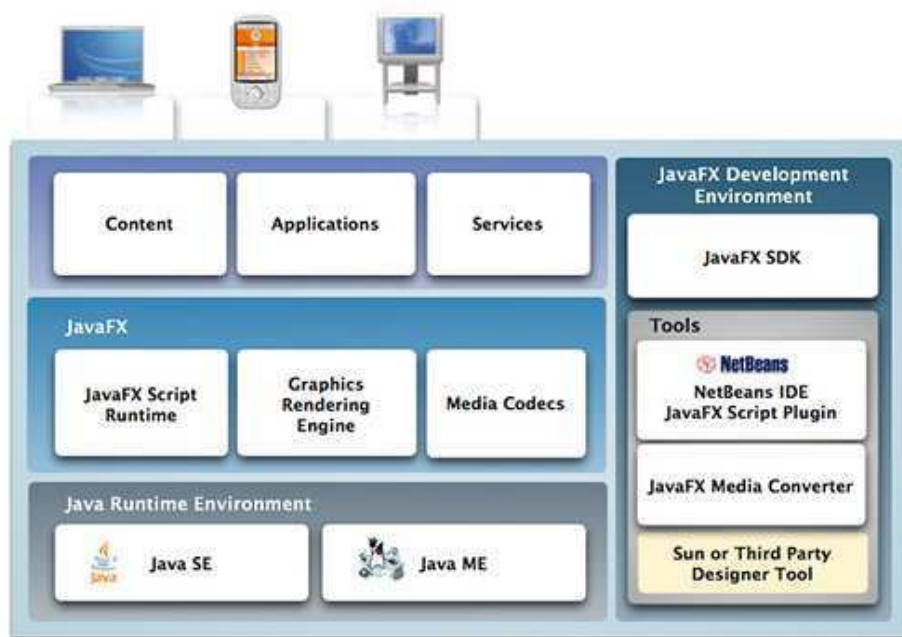 Content
Applications
Services
JavaFX
JavaFX Script
Runtime
Graphics
Rendering
Engine
Media Codecs
Java Runtime Environment
Java
Java SE
Java ME
JavaFX Development
Environment
JavaFX SDK
Tools
NetBeans
NetBeans IDE
JavaFX Script Plugin
JavaFX Media Converter
Sun or Third Party
Designer Tool